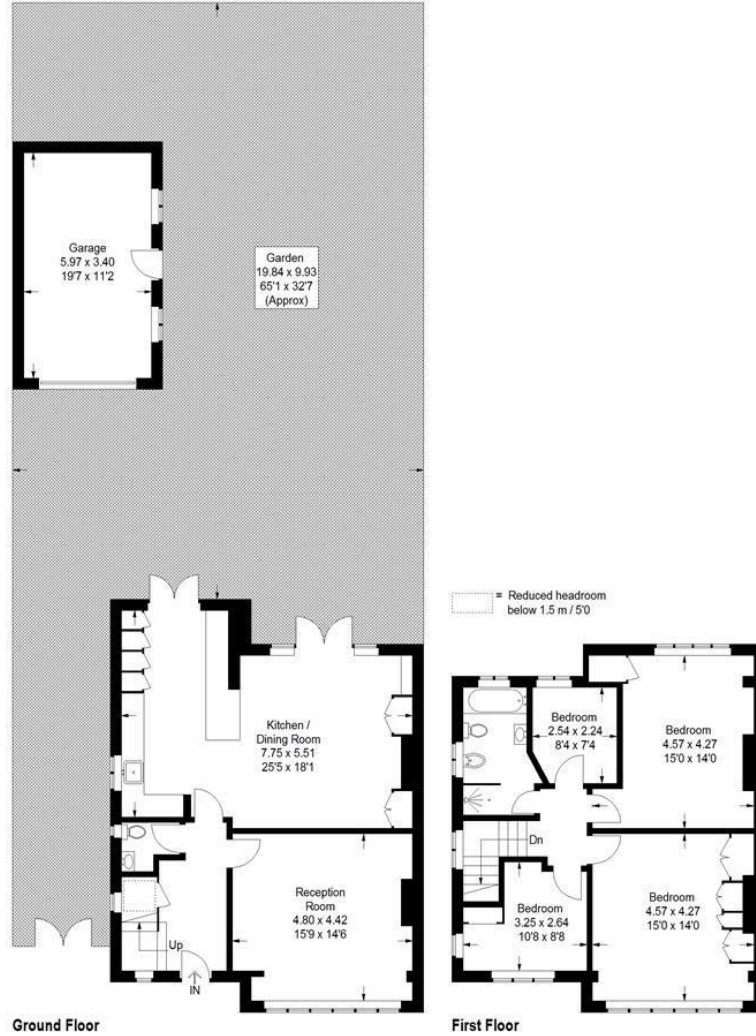 Garage
5.97 x 3.40
19'7 x 11'2
Garden
19.84 x 9.93
65'1 x 32'7
(Approx)
= Reduced headroom
below 1.5 m / 5'0
Kitchen /
Dining Room
7.75 x 5.51
25'5 x 18'1
Reception
Room
4.80 x 4.42
15'9 x 14'6
Up
IN
Ground Floor
Bedroom
2.54 x 2.24
8'4 x 7'4
Bedroom
4.57 x 4.27
15'0 x 14'0
Dn
Bedroom
3.25 x 2.64
10'8 x 8'8
Bedroom
4.57 x 4.27
15'0 x 14'0
First Floor